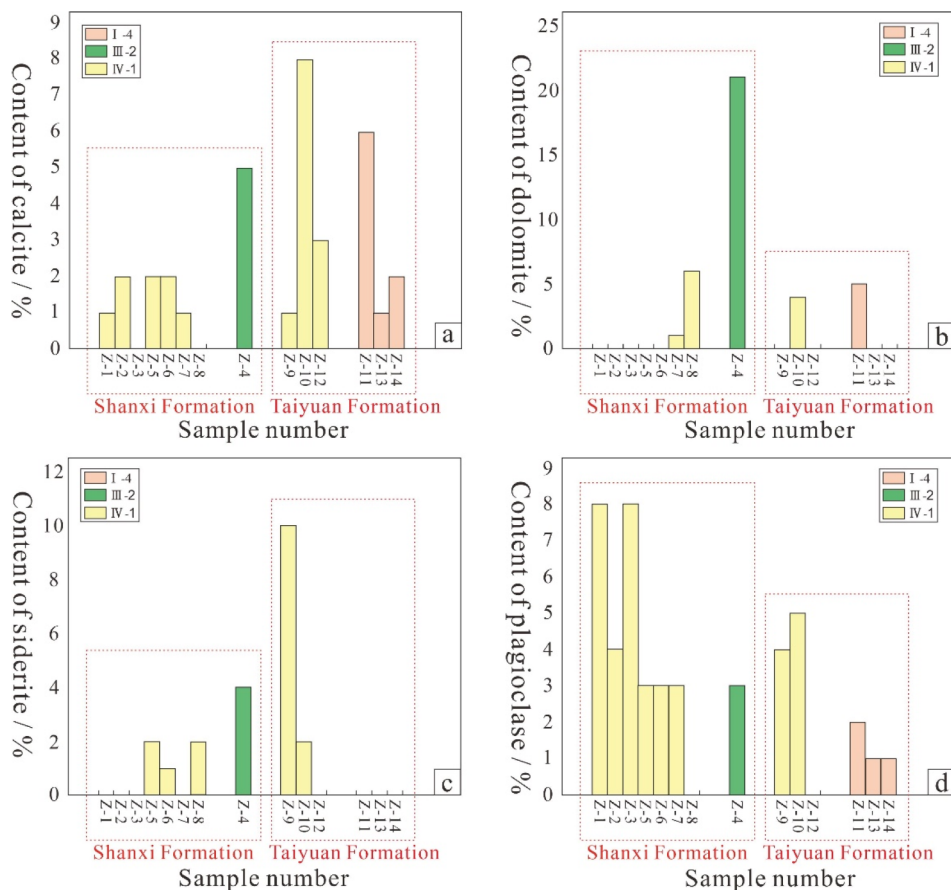 Content of calcite / %
9
8
7
6
5
4
3
2
1
0
I-4
III-2
IV-1
a
Z-1
Z-2
Z-3
Z-5
Z-6
Z-7
Z-8
Z-4
Z-9
Z-10
Z-12
Z-11
Z-13
Z-14
Shanxi Formation Taiyuan Formation
Sample number
Content of dolomite / %
25
20
15
10
5
0
I-4
III-2
IV-1
b
Z-1
Z-2
Z-3
Z-5
Z-6
Z-7
Z-8
Z-4
Z-9
Z-10
Z-12
Z-11
Z-13
Z-14
Shanxi Formation Taiyuan Formation
Sample number
Content of siderite / %
12
10
8
6
4
2
0
I-4
III-2
IV-1
c
Z-1
Z-2
Z-3
Z-5
Z-6
Z-7
Z-8
Z-4
Z-9
Z-10
Z-12
Z-11
Z-13
Z-14
Shanxi Formation Taiyuan Formation
Sample number
Content of plagioclase / %
9
8
7
6
5
4
3
2
1
0
I-4
III-2
IV-1
d
Z-1
Z-2
Z-3
Z-5
Z-6
Z-7
Z-8
Z-4
Z-9
Z-10
Z-12
Z-11
Z-13
Z-14
Shanxi Formation Taiyuan Formation
Sample number